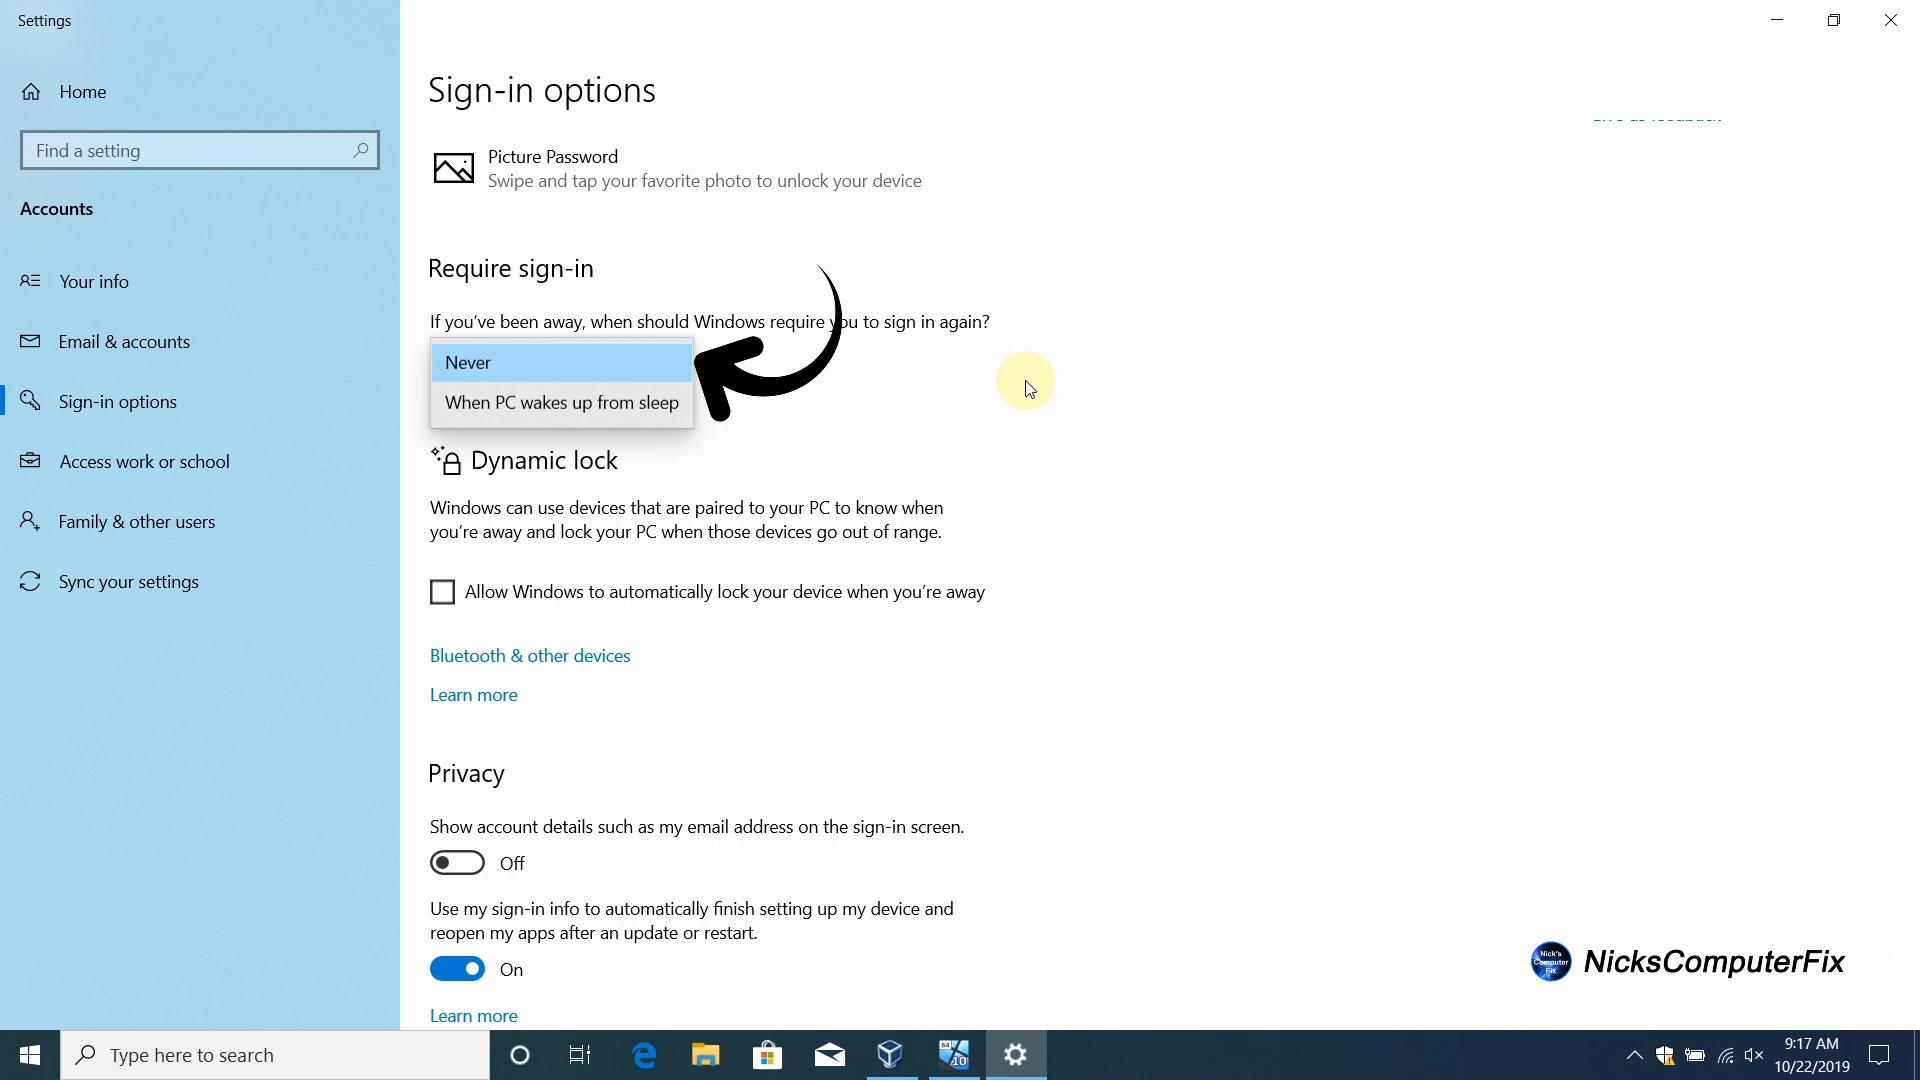 Settings
Home
Find a setting
Accounts
Your info
Email & accounts
Sign-in options
Access work or school
Family & other users
Sync your settings
Sign-in options
Picture Password
Swipe and tap your favorite photo to unlock your device
Require sign-in
If you've been away, when should Windows require you to sign in again?
Never
When PC wakes up from sleep
Dynamic lock
Windows can use devices that are paired to your PC to know when
you're away and lock your PC when those devices go out of range.
Allow Windows to automatically lock your device when you're away
Bluetooth & other devices
Learn more
Privacy
Show account details such as my email address on the sign-in screen.
Off
Use my sign-in info to automatically finish setting up my device and
reopen my apps after an update or restart.
On
Learn more
Nick's
Computer
Fix
NicksComputerFix
Type here to search
64
10
9:17 AM
10/22/2019